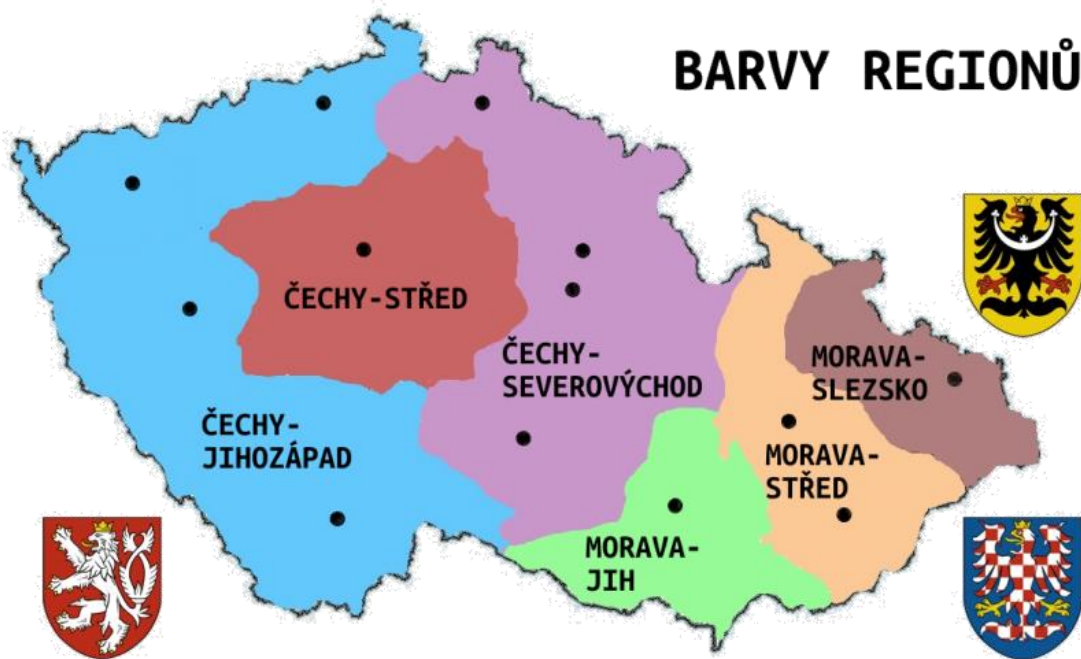 BARVY REGIONŮ
ČECHY-STŘED
ČECHY-
SEVEROVÝCHOD
MORAVA-
SLEZSKO
ČECHY-
JIHOZÁPAD
MORAVA-
STŘED
MORAVA-
JIH